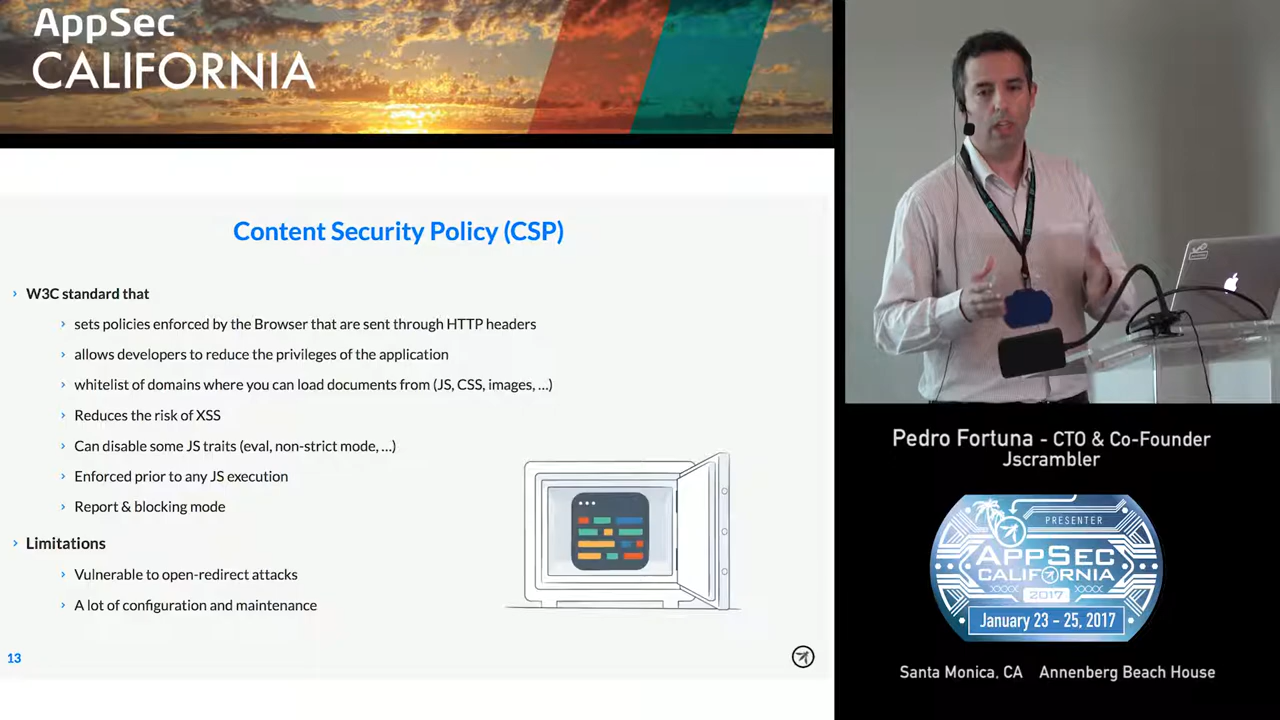 AppSec
CALIFORNIA
Content Security Policy (CSP)
› W3C standard that
› sets policies enforced by the Browser that are sent through HTTP headers
› allows developers to reduce the privileges of the application
› whitelist of domains where you can load documents from (JS, CSS, images, ...)
› Reduces the risk of XSS
› Can disable some JS traits (eval, non-strict mode, ...)
› Enforced prior to any JS execution
› Report & blocking mode
› Limitations
› Vulnerable to open-redirect attacks
› A lot of configuration and maintenance
13
Pedro Fortuna - CTO & Co-Founder
Jscrambler
PRESENTER
APPSEC
CALIFORNIA
2017
January 23 - 25, 2017
Santa Monica, CA Annenberg Beach House